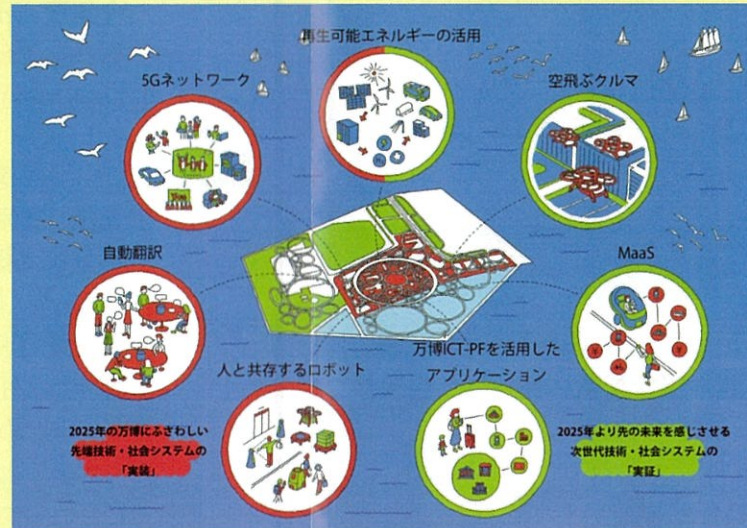 再生可能エネルギーの活用
5Gネットワーク
空飛ぶクルマ
自動翻訳
MaaS
人と共存するロボット
万博ICT-PFを活用した
アプリケーション
2025年の万博にふさわしい
先端技術・社会システムの
「実装」
2025年より先の未来を感じさせる
次世代技術・社会システムの
「実証」